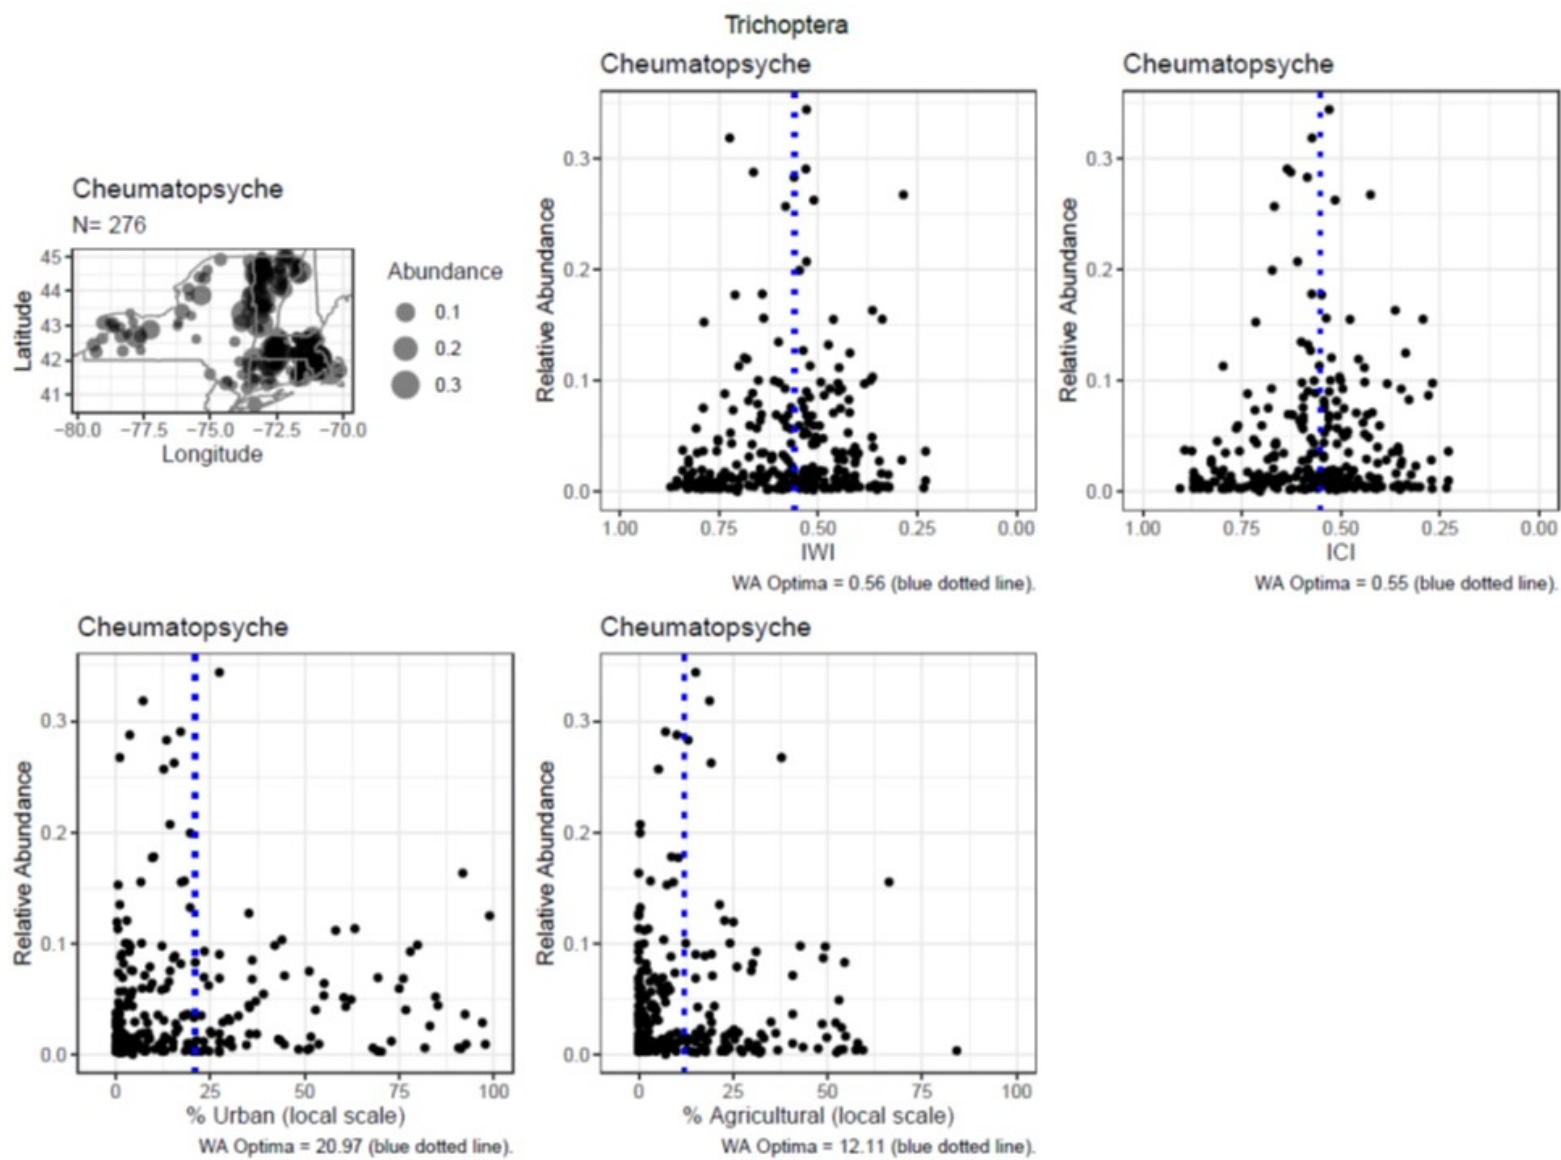 Trichoptera
Cheumatopsyche
N= 276
45
44
43
42
41
Latitude
−80.0 −77.5 −75.0 −72.5 −70.0
Longitude
Abundance
0.1
0.2
0.3
Cheumatopsyche
0.3
0.2
0.1
0.0
Relative Abundance
1.00 0.75 0.50 0.25 0.00
IWI
WA Optima = 0.56 (blue dotted line).
Cheumatopsyche
0.3
0.2
0.1
0.0
Relative Abundance
1.00 0.75 0.50 0.25 0.00
ICI
WA Optima = 0.55 (blue dotted line).
Cheumatopsyche
0.3
0.2
0.1
0.0
Relative Abundance
0 25 50 75 100
% Urban (local scale)
WA Optima = 20.97 (blue dotted line).
Cheumatopsyche
0.3
0.2
0.1
0.0
Relative Abundance
0 25 50 75 100
% Agricultural (local scale)
WA Optima = 12.11 (blue dotted line).